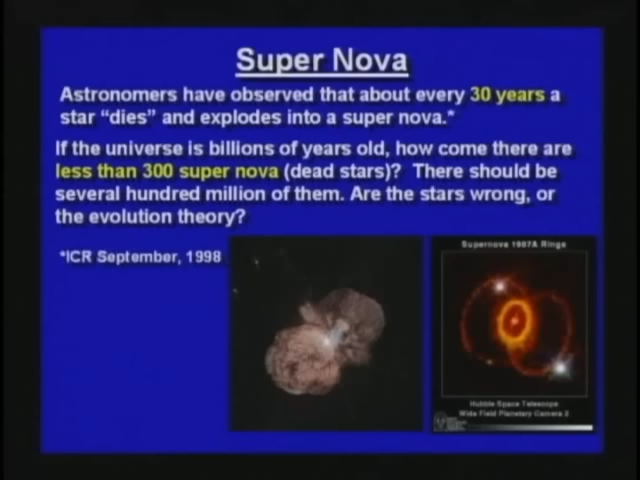 Super Nova
Astronomers have observed that about every 30 years a
star “dies” and explodes into a super nova.*
If the universe is billions of years old, how come there are
less than 300 super nova (dead stars)?  There should be
several hundred million of them. Are the stars wrong, or
the evolution theory?
*ICR September, 1998
Supernova 1987A Rings
Hubble Space Telescope
Wide Field Planetary Camera 2